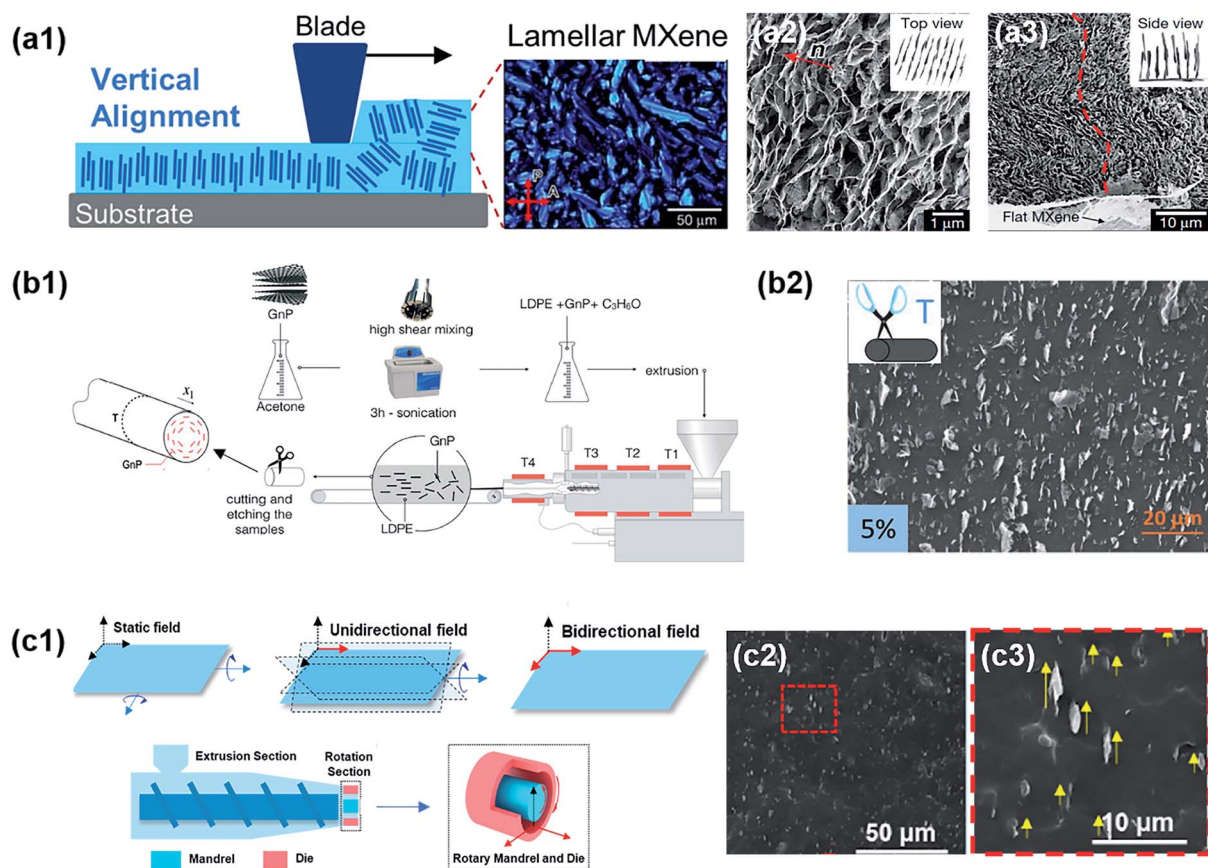 (a1)
Blade
Vertical
Alignment
Substrate
Lamellar MXene
P
A
50 µm
(a2)
Top view
n
1 µm
(a3)
Side view
Flat MXene
10 µm
(b1)
GnP
Acetone
high shear mixing
3h - sonication
LDPE +GnP+ C₃H₆O
extrusion
T4
T3
T2
T1
GnP
LDPE
cutting and
etching the
samples
x₁
T
GnP
(b2)
T
5%
20 µm
(c1)
Static field
Unidirectional field
Bidirectional field
Extrusion Section
Rotation
Section
Mandrel
Die
Rotary Mandrel and Die
(c2)
50 µm
(c3)
10 µm